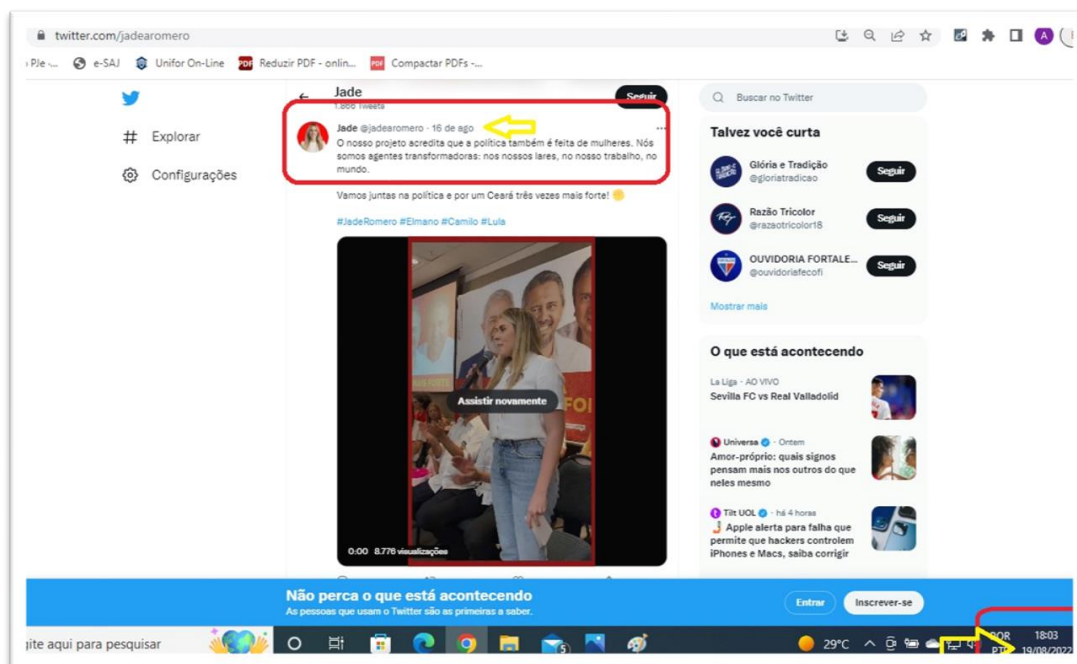 twitter.com/jadearomero
PJe -...
e-SAJ
Unifor On-Line
Reduzir PDF - onlin...
Compactar PDFs -...
Jade
1.866 Tweets
Seguir
Explorar
Configurações
Jade @jadearomero · 16 de ago
O nosso projeto acredita que a política também é feita de mulheres. Nós
somos agentes transformadoras: nos nossos lares, no nosso trabalho, no
mundo.
Vamos juntas na política e por um Ceará três vezes mais forte!
#JadeRomero #Elmano #Camilo #Lula
Assistir novamente
0:00 8.776 visualizações
Buscar no Twitter
Talvez você curta
Glória e Tradição
@gloriatradicao
Seguir
Razão Tricolor
@razaotricolor18
Seguir
OUVIDORIA FORTALE...
@ouvidoriafecofi
Seguir
Mostrar mais
O que está acontecendo
La Liga · AO VIVO
Sevilla FC vs Real Valladolid
Universa · Ontem
Amor-próprio: quais signos
pensam mais nos outros do que
neles mesmo
Tilt UOL · há 4 horas
Apple alerta para falha que
permite que hackers controlem
iPhones e Macs, saiba corrigir
Não perca o que está acontecendo
As pessoas que usam o Twitter são as primeiras a saber.
Entrar
Inscrever-se
gite aqui para pesquisar
5
29°C
POR
18:03
19/08/2022